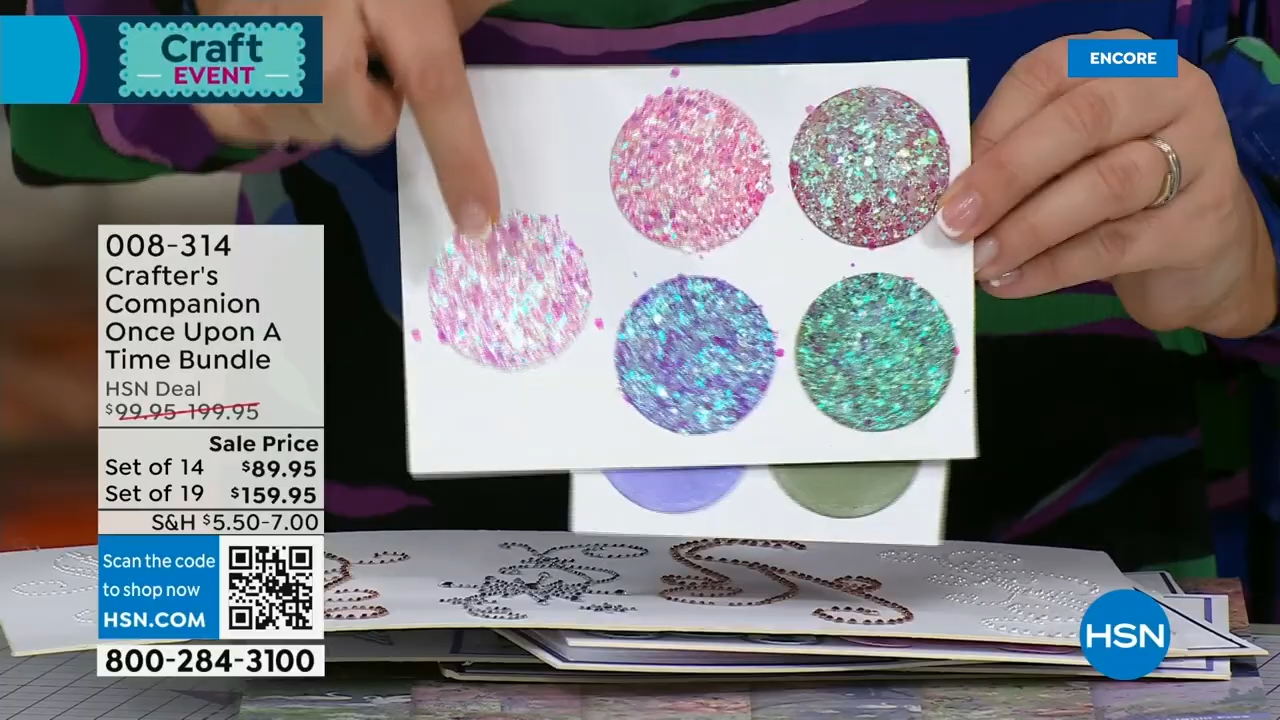 Craft
EVENT
ENCORE
008-314
Crafter's
Companion
Once Upon A
Time Bundle
HSN Deal
$99.95-199.95
Sale Price
Set of 14 $89.95
Set of 19 $159.95
S&H $5.50-7.00
Scan the code
to shop now
HSN.COM
800-284-3100
HSN